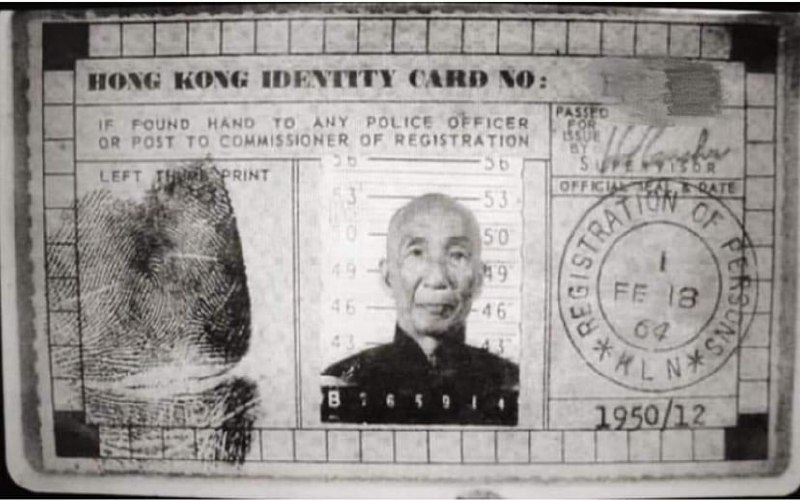 HONG KONG IDENTITY CARD NO:
IF FOUND HAND TO ANY POLICE OFFICER
OR POST TO COMMISSIONER OF REGISTRATION
PASSED
FOR
ISSUE
BY
SUPERVISOR
LEFT THUMB PRINT
OFFICIAL SEAL & DATE
56 56
53 53
50 50
49 49
46 46
43 43
REGISTRATION OF PERSONS
KLN
1
FE 18
64
1950/12